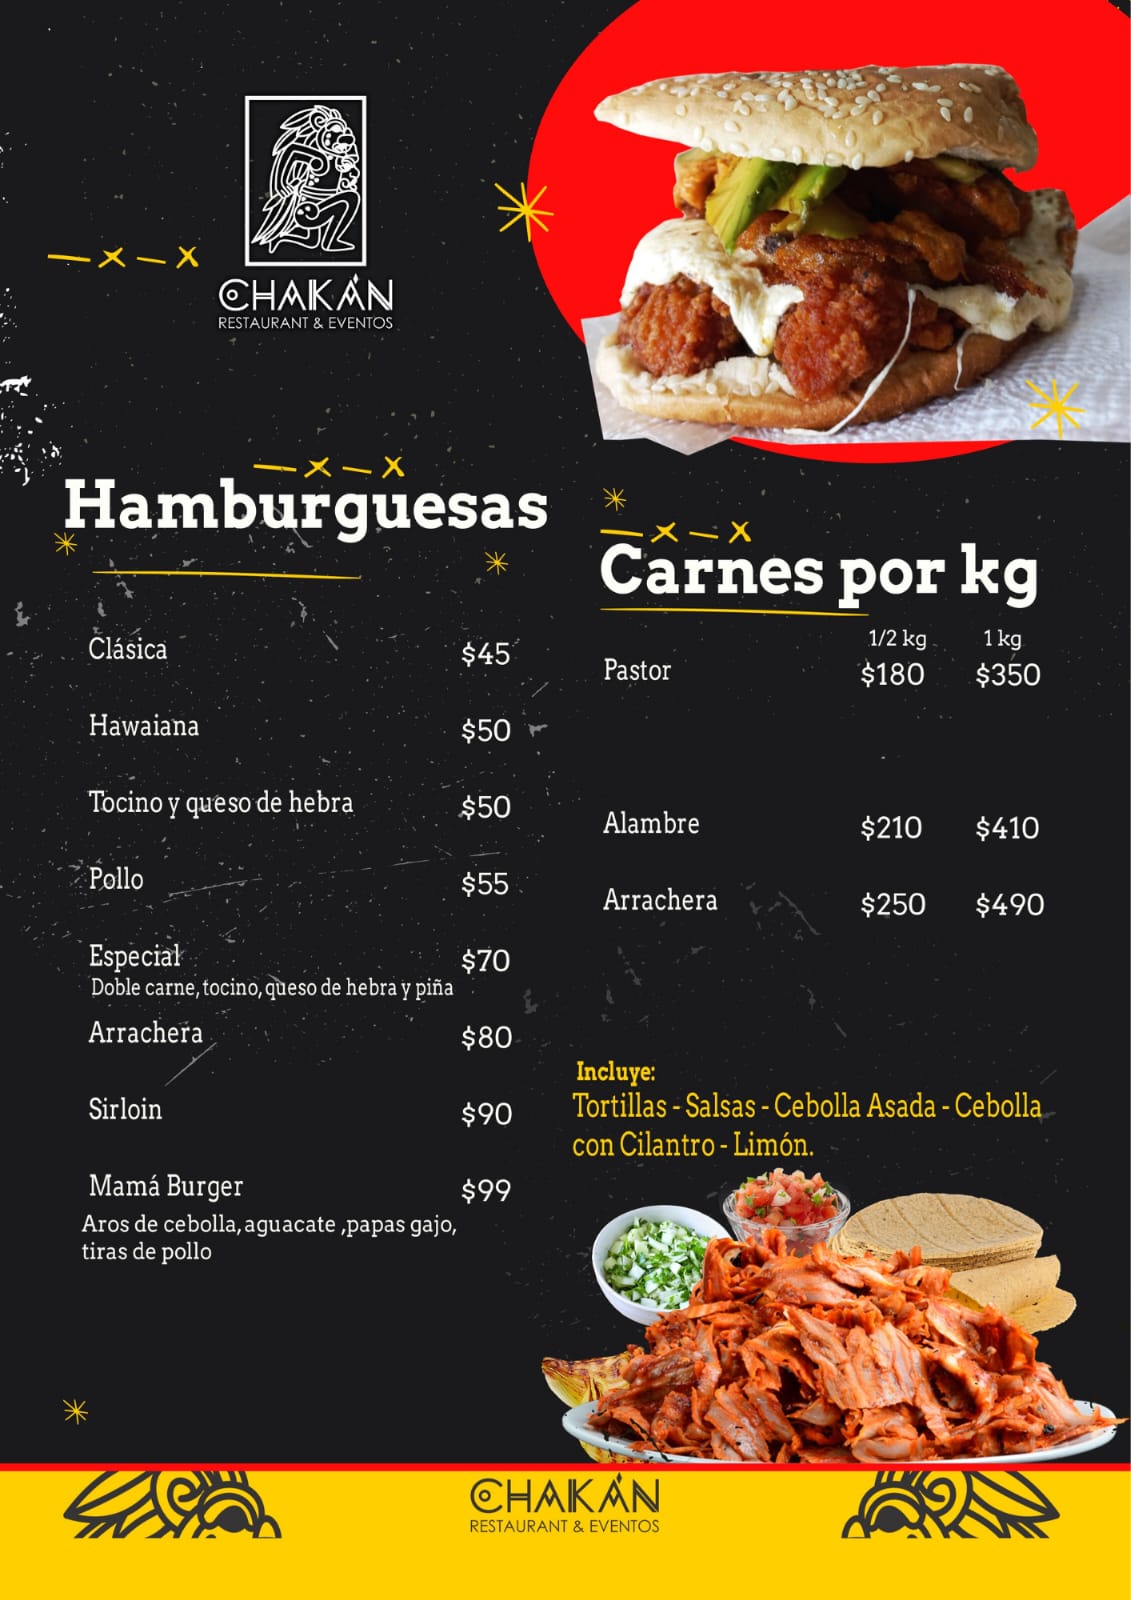 CHAKÁN
RESTAURANT & EVENTOS
Hamburguesas
Clásica $45
Hawaiana $50
Tocino y queso de hebra $50
Pollo $55
Especial $70
Doble carne, tocino, queso de hebra y piña
Arrachera $80
Sirloin $90
Mamá Burger $99
Aros de cebolla, aguacate ,papas gajo,
tiras de pollo
Carnes por kg
1/2 kg 1 kg
Pastor $180 $350
Alambre $210 $410
Arrachera $250 $490
Incluye:
Tortillas - Salsas - Cebolla Asada - Cebolla
con Cilantro - Limón.
CHAKÁN
RESTAURANT & EVENTOS